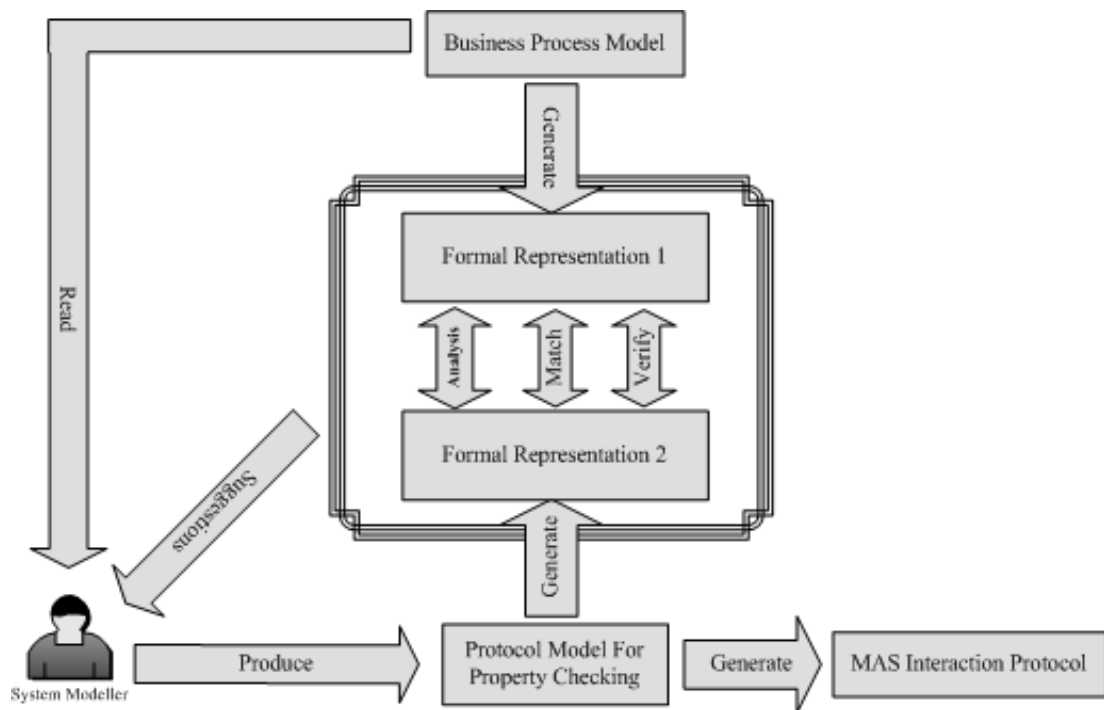 Business Process Model
Generate
Formal Representation 1
Read
Analysis
Match
Verify
Formal Representation 2
Suggestions
Generate
System Modeller
Produce
Protocol Model For
Property Checking
Generate
MAS Interaction Protocol